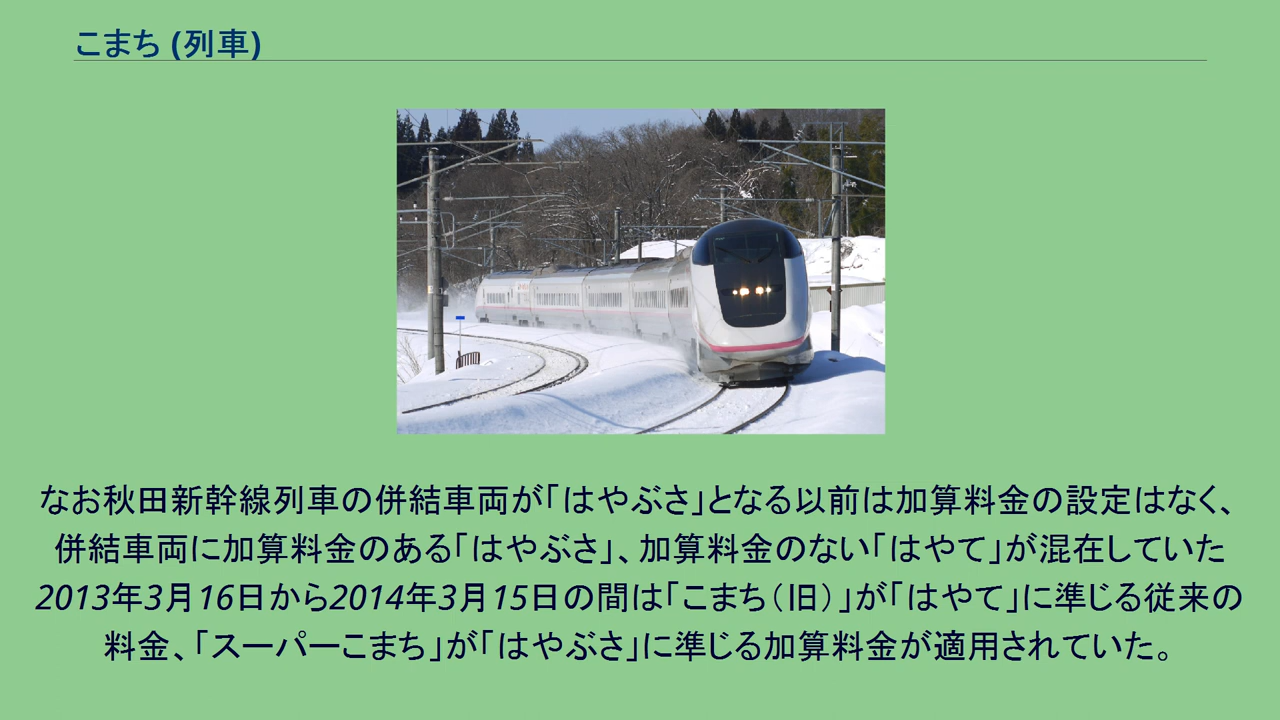 こまち (列車)
なお秋田新幹線列車の併結車両が｢はやぶさ｣となる以前は加算料金の設定はなく、
併結車両に加算料金のある｢はやぶさ｣、加算料金のない｢はやて｣が混在していた
2013年3月16日から2014年3月15日の間は｢こまち（旧）｣が｢はやて｣に準じる従来の
料金、｢スーパーこまち｣が｢はやぶさ｣に準じる加算料金が適用されていた。